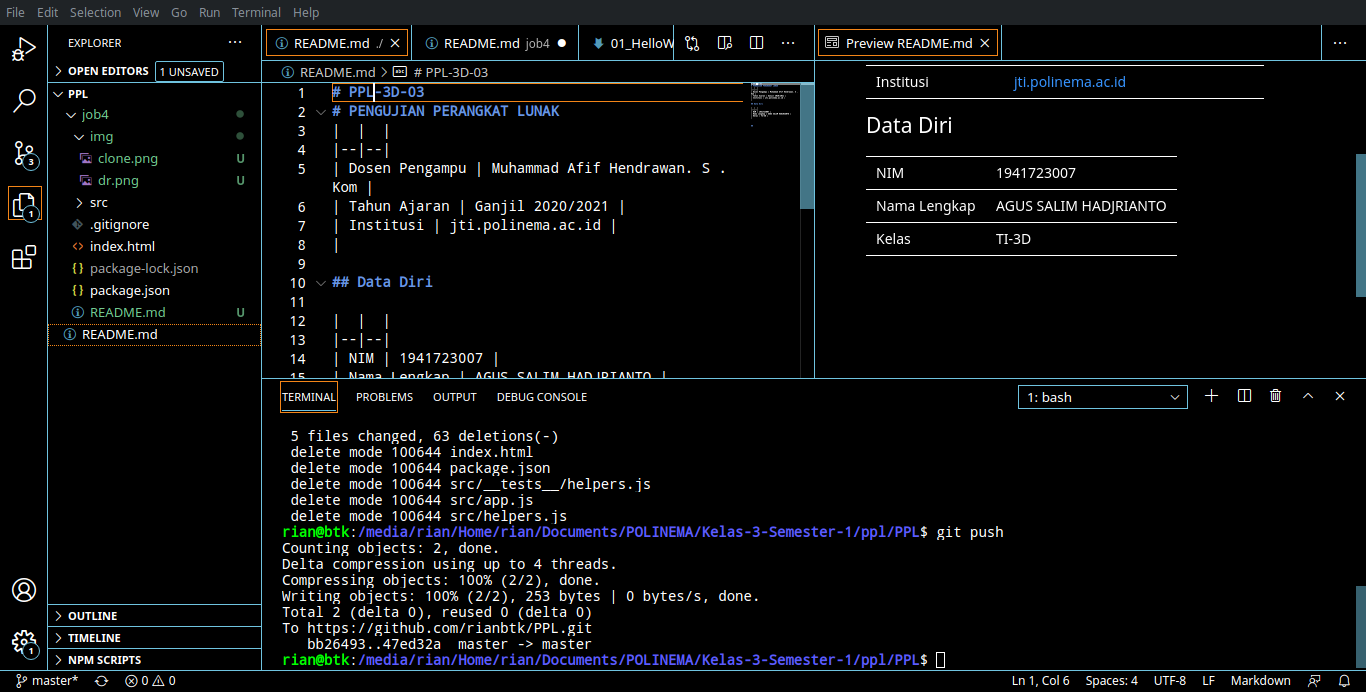 File Edit Selection View Go Run Terminal Help
EXPLORER
OPEN EDITORS 1 UNSAVED
PPL
job4
img
clone.png U
dr.png U
src
.gitignore
index.html
package-lock.json
package.json
README.md U
README.md
OUTLINE
TIMELINE
NPM SCRIPTS
3
1
1
README.md ./
README.md job4
01_HelloW
README.md > # PPL-3D-03
1 # PPL-3D-03
2 # PENGUJIAN PERANGKAT LUNAK
3 | | |
4 |--|--|
5 | Dosen Pengampu | Muhammad Afif Hendrawan. S .
Kom |
6 | Tahun Ajaran | Ganjil 2020/2021 |
7 | Institusi | jti.polinema.ac.id |
8 |
9
10 ## Data Diri
11
12 | | |
13 |--|--|
14 | NIM | 1941723007 |
15 | Nama Lengkap | AGUS SALIM HADJRIANTO |
Preview README.md
Institusi jti.polinema.ac.id
Data Diri
NIM 1941723007
Nama Lengkap AGUS SALIM HADJRIANTO
Kelas TI-3D
TERMINAL PROBLEMS OUTPUT DEBUG CONSOLE
1: bash
5 files changed, 63 deletions(-)
delete mode 100644 index.html
delete mode 100644 package.json
delete mode 100644 src/__tests__/helpers.js
delete mode 100644 src/app.js
delete mode 100644 src/helpers.js
rian@btk:/media/rian/Home/rian/Documents/POLINEMA/Kelas-3-Semester-1/ppl/PPL$ git push
Counting objects: 2, done.
Delta compression using up to 4 threads.
Compressing objects: 100% (2/2), done.
Writing objects: 100% (2/2), 253 bytes | 0 bytes/s, done.
Total 2 (delta 0), reused 0 (delta 0)
To https://github.com/rianbtk/PPL.git
bb26493..47ed32a master -> master
rian@btk:/media/rian/Home/rian/Documents/POLINEMA/Kelas-3-Semester-1/ppl/PPL$
master* 0 0 Ln 1, Col 6 Spaces: 4 UTF-8 LF Markdown